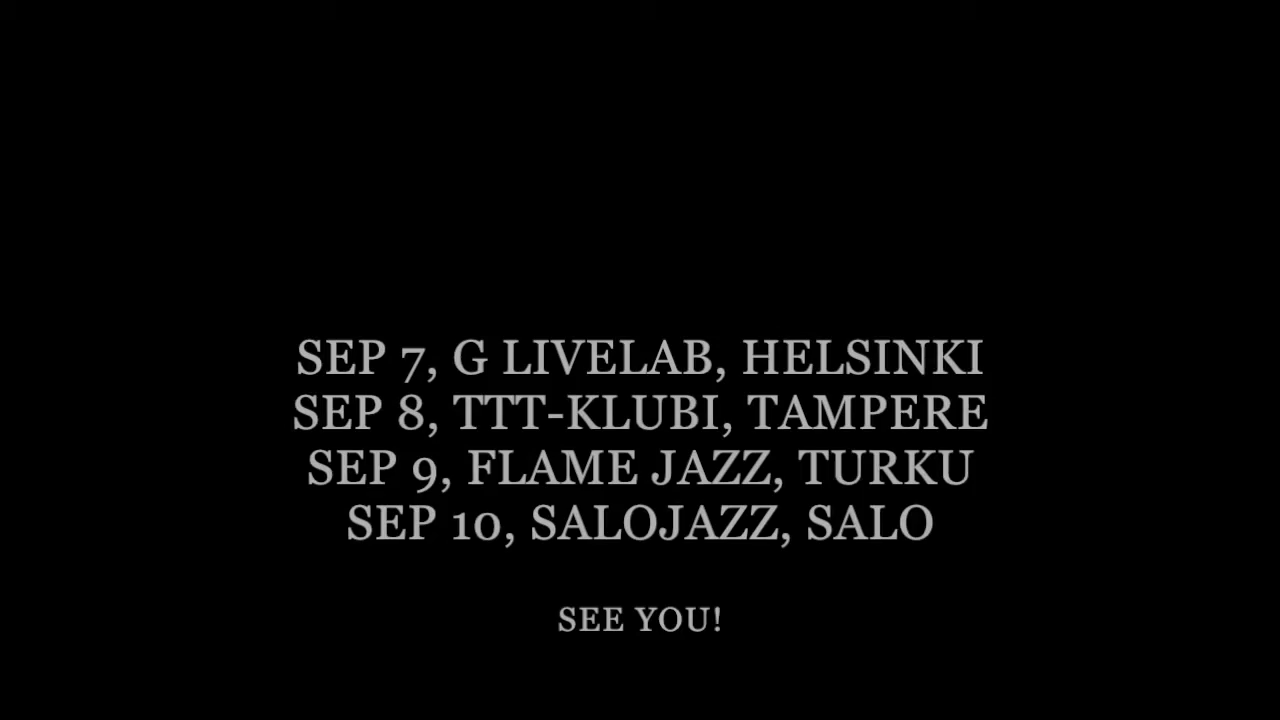 SEP 7, G LIVELAB, HELSINKI
SEP 8, TTT-KLUBI, TAMPERE
SEP 9, FLAME JAZZ, TURKU
SEP 10, SALOJAZZ, SALO
SEE YOU!